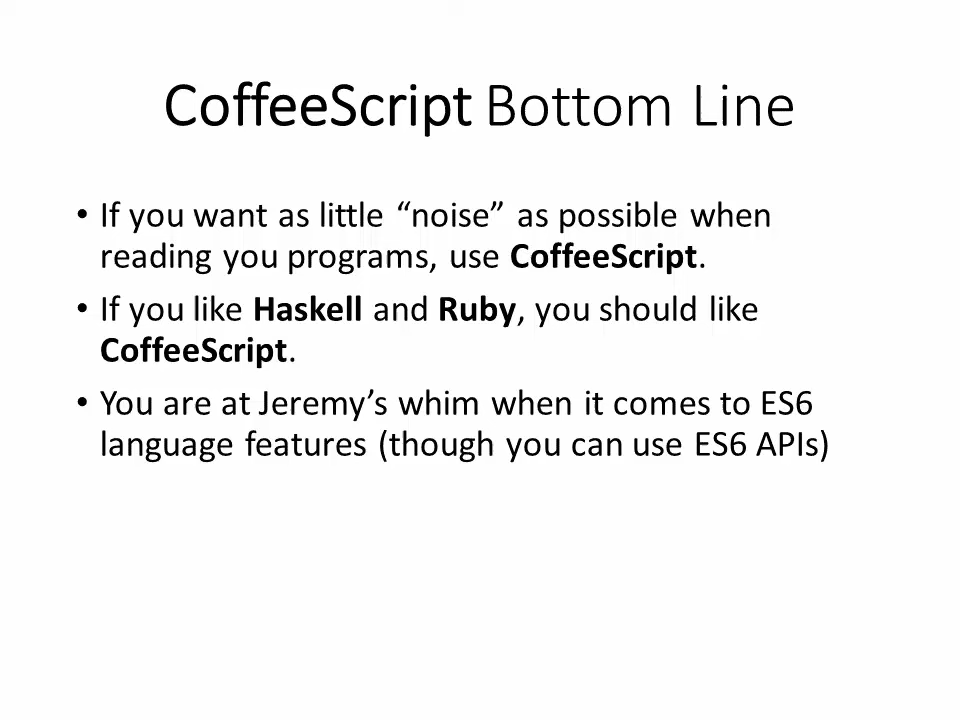 CoffeeScript Bottom Line
• If you want as little “noise” as possible when
reading you programs, use CoffeeScript.
• If you like Haskell and Ruby, you should like
CoffeeScript.
• You are at Jeremy’s whim when it comes to ES6
language features (though you can use ES6 APIs)